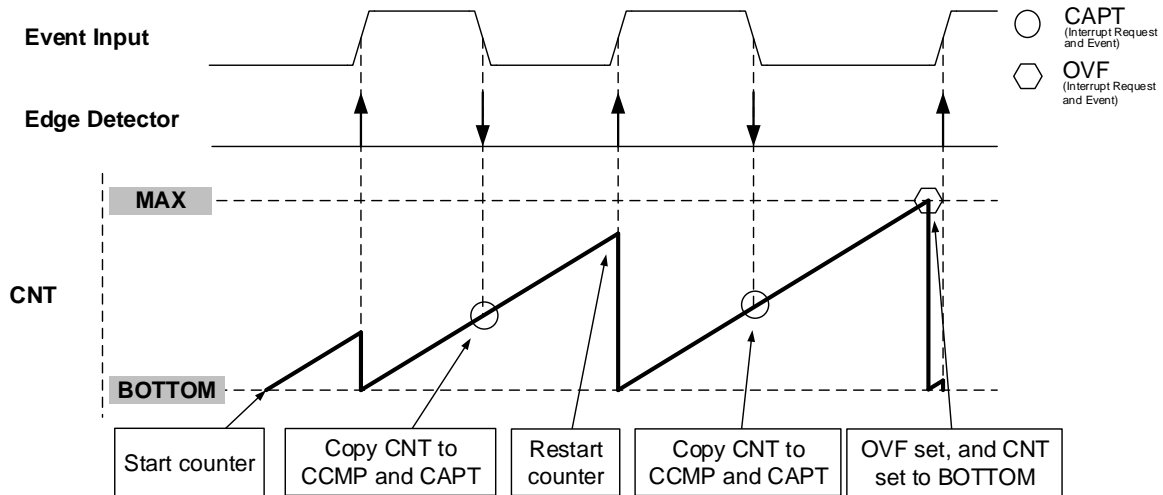 Event Input
CAPT
(Interrupt Request
and Event)
OVF
(Interrupt Request
and Event)
Edge Detector
MAX
CNT
BOTTOM
Start counter
Copy CNT to
CCMP and CAPT
Restart
counter
Copy CNT to
CCMP and CAPT
OVF set, and CNT
set to BOTTOM